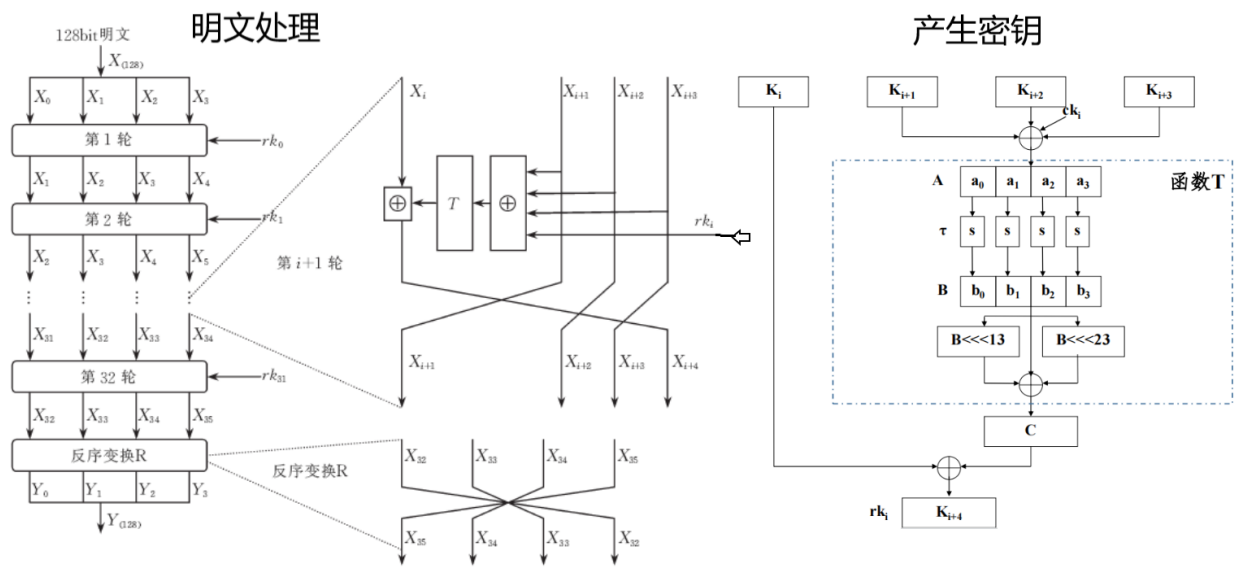 明文处理
128bit明文
X(128)
X0 X1 X2 X3
第1轮 rk0
X1 X2 X3 X4
第2轮 rk1
X2 X3 X4 X5
⋮ ⋮ ⋮ ⋮
X31 X32 X33 X34
第32轮 rk31
X32 X33 X34 X35
反序变换R
Y0 Y1 Y2 Y3
Y(128)
Xi Xi+1 Xi+2 Xi+3
⊕ T ⊕
rki
第i+1轮
Xi+1 Xi+2 Xi+3 Xi+4
反序变换R
X32 X33 X34 X35
X35 X34 X33 X32
产生密钥
Ki Ki+1 Ki+2 Ki+3
cki
函数T
A a0 a1 a2 a3
τ s s s s
B b0 b1 b2 b3
B<<<13 B<<<23
C
rki Ki+4